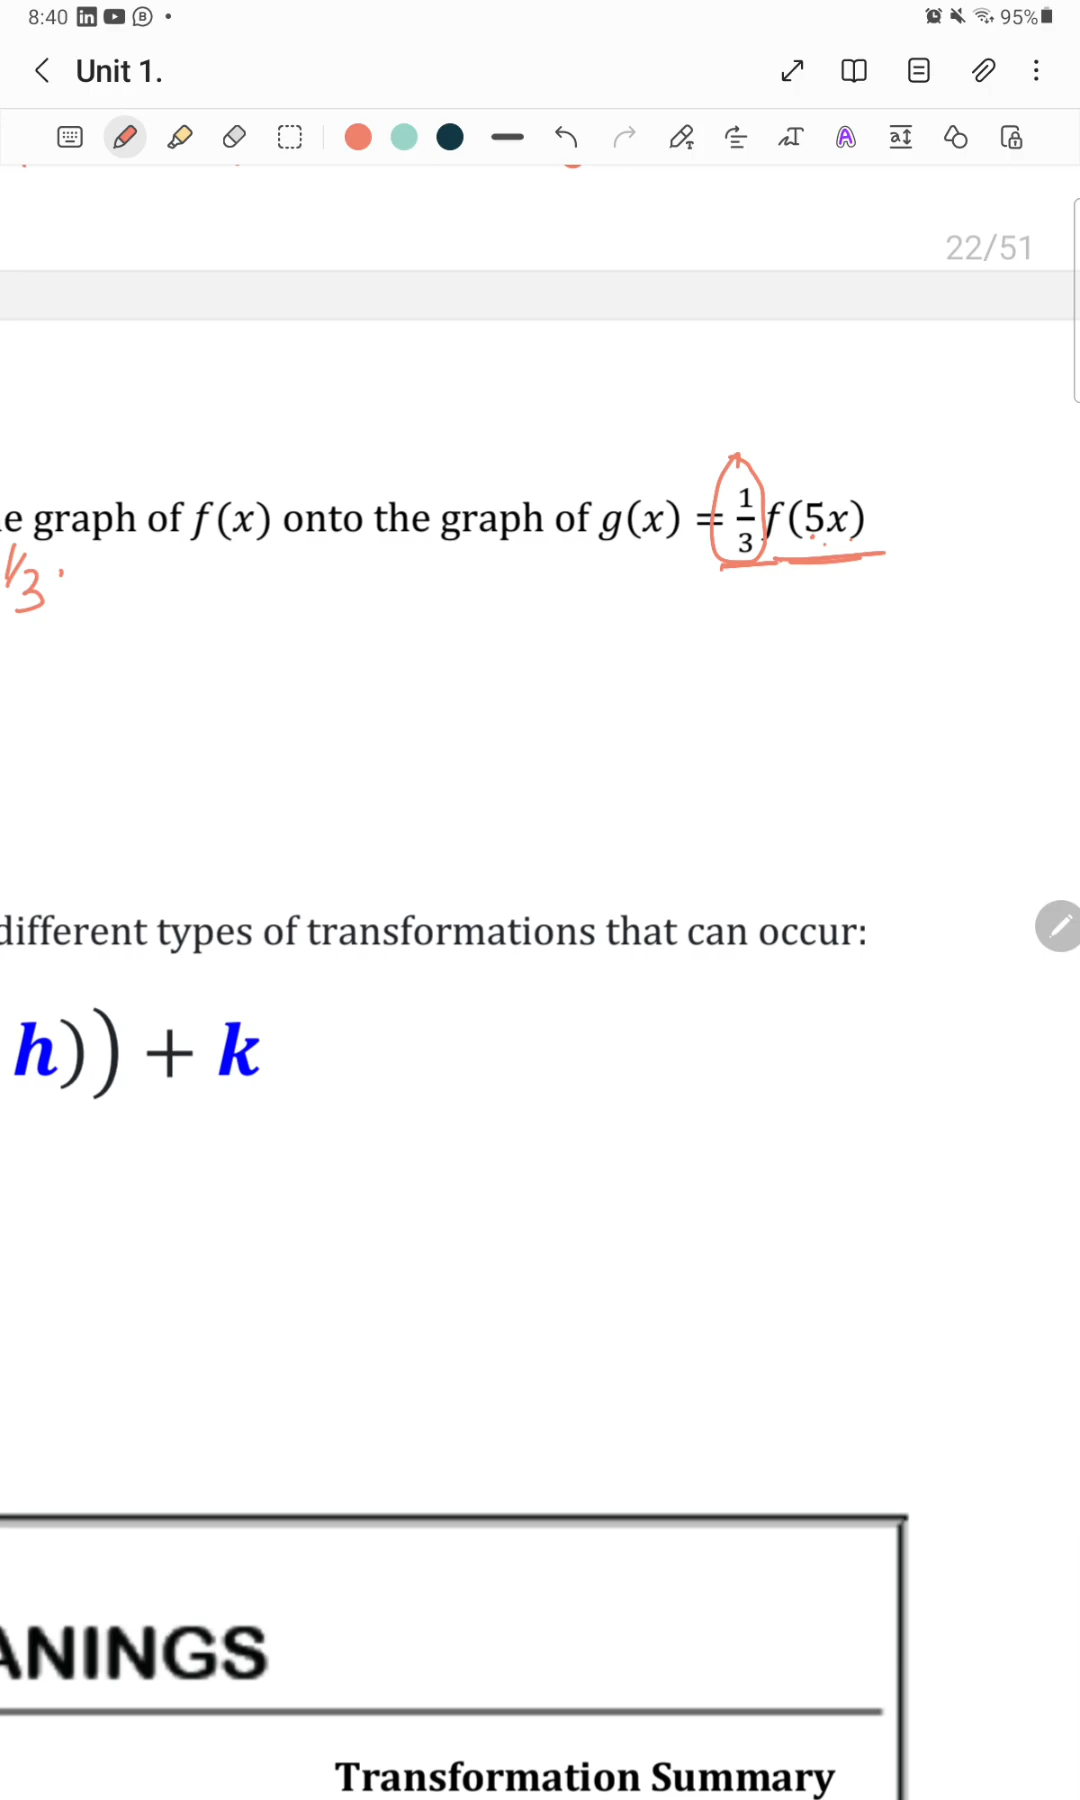 8:40 95%
Unit 1.
22/51
e graph of f(x) onto the graph of g(x) = 1/3 f(5x)
1/3
different types of transformations that can occur:
h)) + k
ANINGS
Transformation Summary